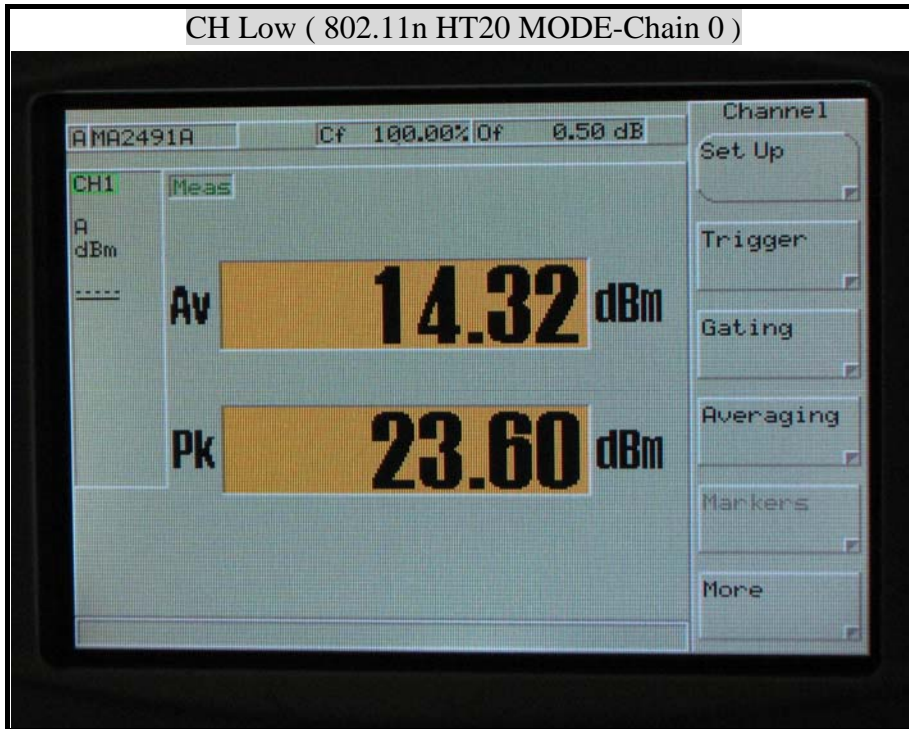 CH Low ( 802.11n HT20 MODE-Chain 0 )
A MA2491A Cf 100.00% Of 0.50 dB
Channel
Set Up
Trigger
Gating
Averaging
Markers
More
CH1
A
dBm
-----
Meas
Av 14.32 dBm
Pk 23.60 dBm